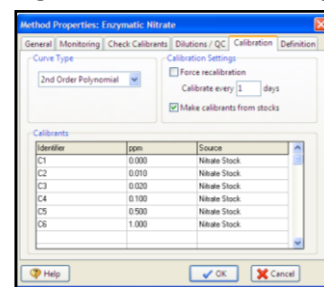 Method Properties: Enzymatic Nitrate
General Monitoring Check Calibrants Dilutions / QC Calibration Definition
Curve Type
2nd Order Polynomial
Calibration Settings
Force recalibration
Calibrate every 1 days
Make calibrants from stocks
Calibrants
Identifier ppm Source
C1 0.000 Nitrate Stock
C2 0.010 Nitrate Stock
C3 0.020 Nitrate Stock
C4 0.100 Nitrate Stock
C5 0.500 Nitrate Stock
C6 1.000 Nitrate Stock
Help OK Cancel